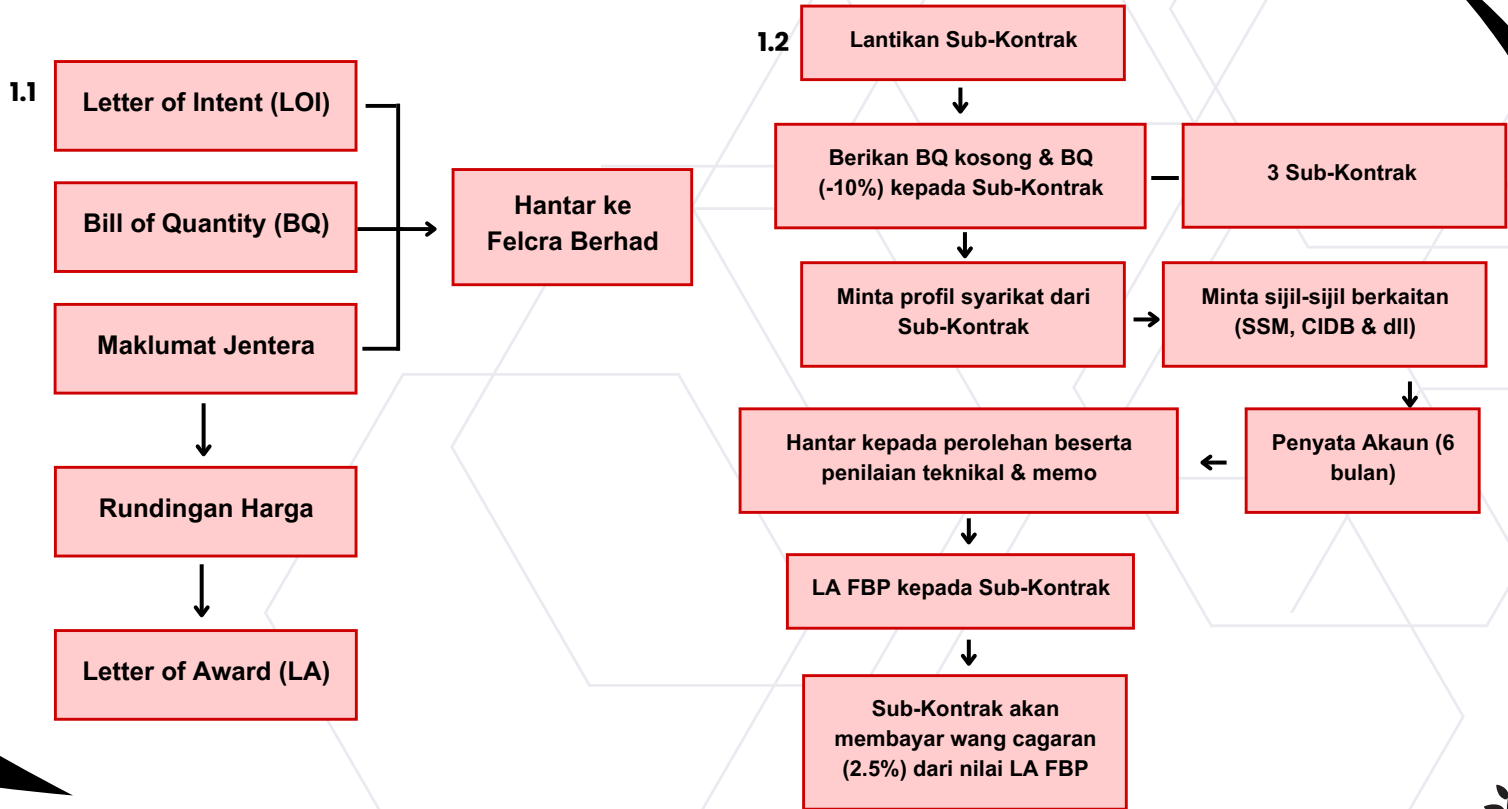 1.1
Letter of Intent (LOI)
Bill of Quantity (BQ)
Maklumat Jentera
Hantar ke
Felcra Berhad
Rundingan Harga
Letter of Award (LA)
1.2
Lantikan Sub-Kontrak
Berikan BQ kosong & BQ
(-10%) kepada Sub-Kontrak
3 Sub-Kontrak
Minta profil syarikat dari
Sub-Kontrak
Minta sijil-sijil berkaitan
(SSM, CIDB & dll)
Penyata Akaun (6
bulan)
Hantar kepada perolehan beserta
penilaian teknikal & memo
LA FBP kepada Sub-Kontrak
Sub-Kontrak akan
membayar wang cagaran
(2.5%) dari nilai LA FBP